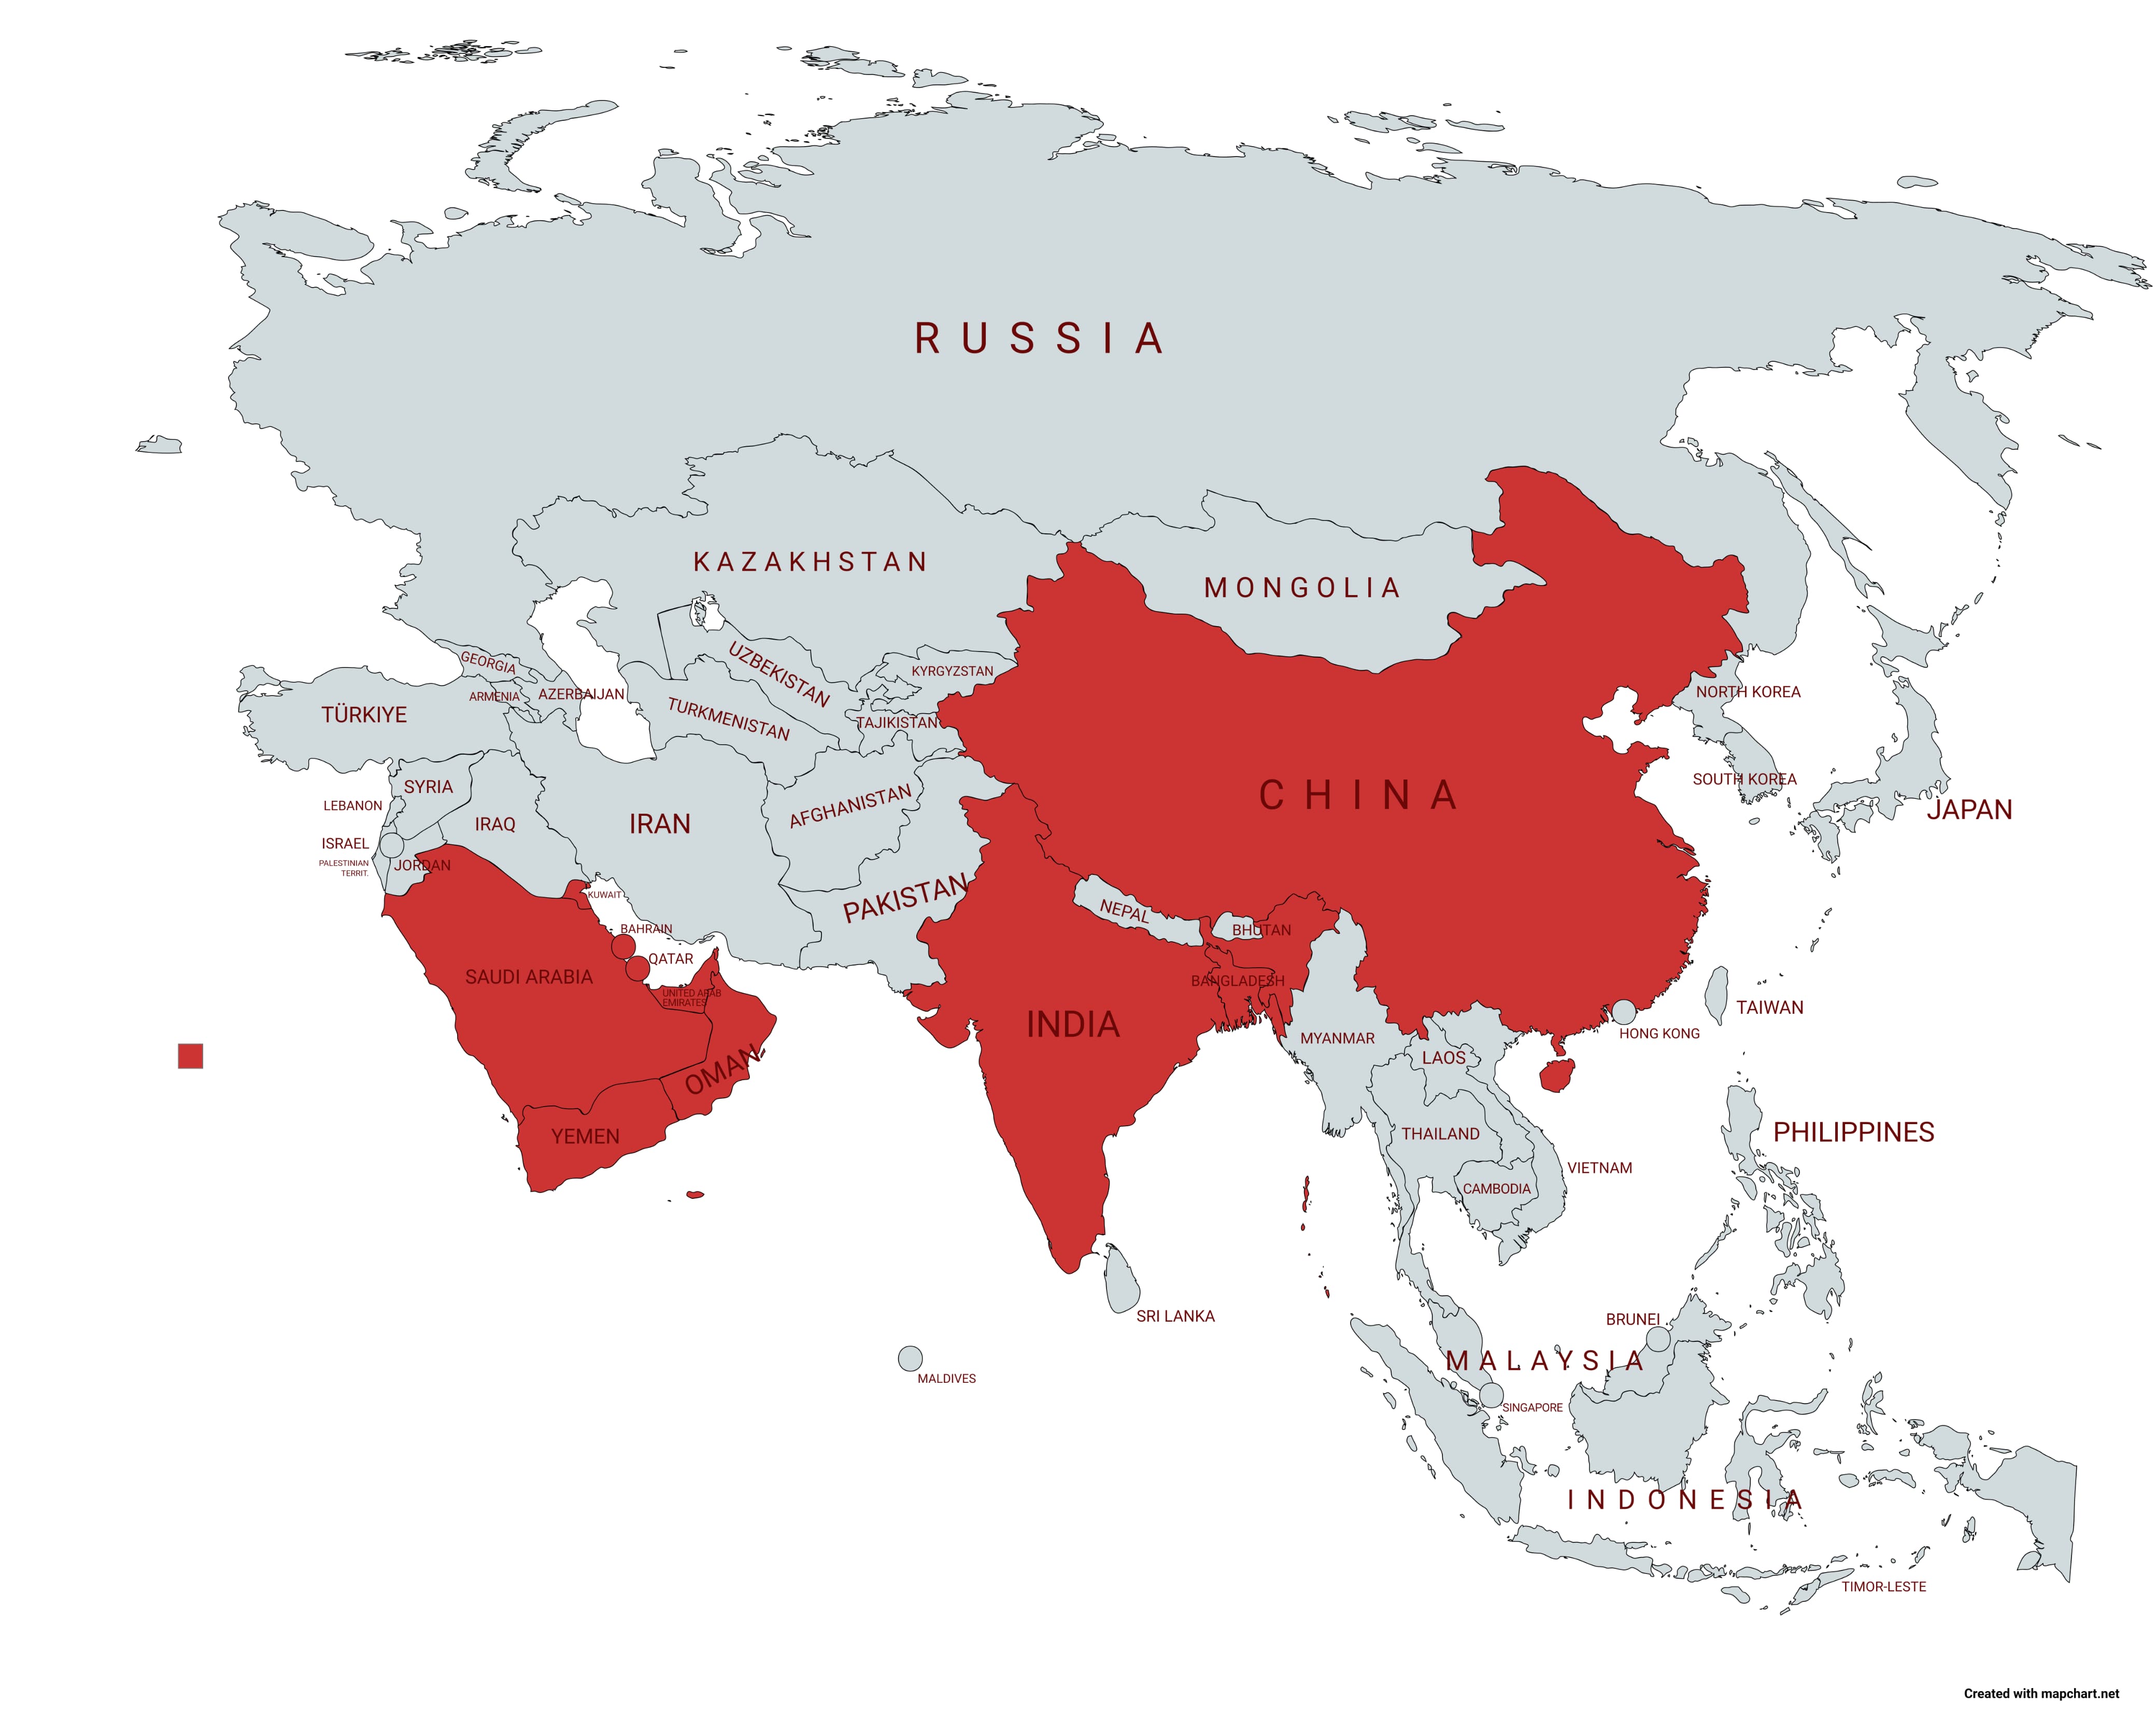 RUSSIA
KAZAKHSTAN
MONGOLIA
UZBEKISTAN
GEORGIA
KYRGYZSTAN
ARMENIA
AZERBAIJAN
NORTH KOREA
TÜRKIYE
TURKMENISTAN
TAJIKISTAN
SYRIA
SOUTH KOREA
CHINA
LEBANON
AFGHANISTAN
JAPAN
IRAQ
IRAN
ISRAEL
PALESTINIAN
TERRIT.
JORDAN
KUWAIT
PAKISTAN
NEPAL
BAHRAIN
BHUTAN
QATAR
SAUDI ARABIA
BANGLADESH
UNITED ARAB
EMIRATES
TAIWAN
INDIA
HONG KONG
MYANMAR
LAOS
OMAN
YEMEN
THAILAND
PHILIPPINES
VIETNAM
CAMBODIA
SRI LANKA
BRUNEI
MALAYSIA
MALDIVES
SINGAPORE
INDONESIA
TIMOR-LESTE
Created with mapchart.net